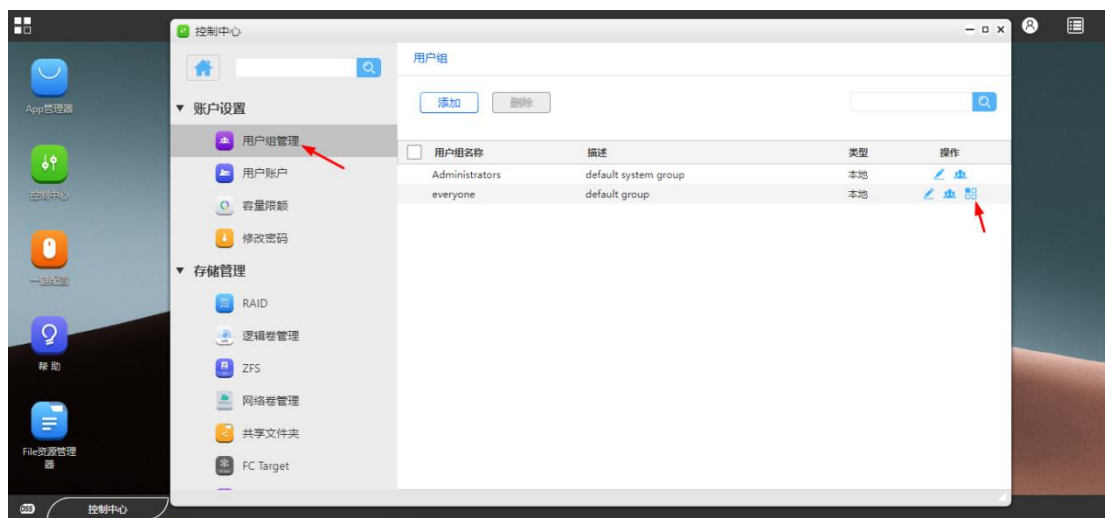 控制中心
App管理器
控制中心
一键配置
帮 助
File资源管理
器
账户设置
用户组管理
用户账户
容量限额
修改密码
存储管理
RAID
逻辑卷管理
ZFS
网络卷管理
共享文件夹
FC Target
用户组
添加 删除
用户组名称 描述 类型 操作
Administrators default system group 本地
everyone default group 本地
控制中心